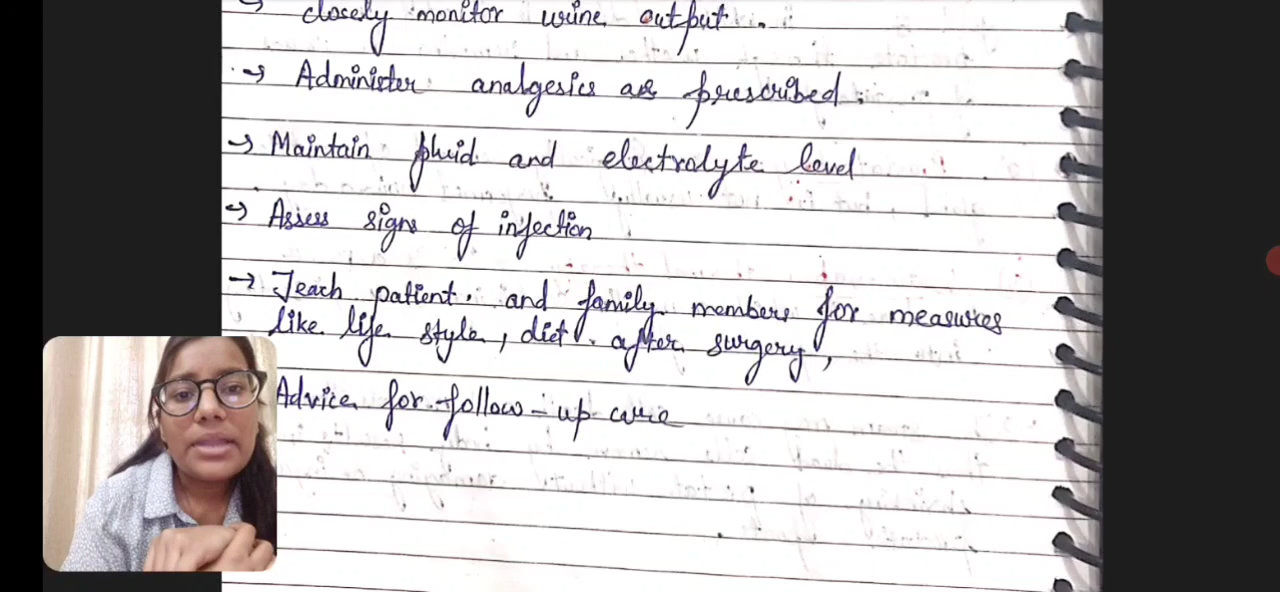 closely monitor urine output.
→ Administer analgesics as prescribed.
→ Maintain fluid and electrolyte level
→ Assess signs of infection
→ Teach patient and family members for measures
like life style, diet after surgery,
Advice for follow-up care